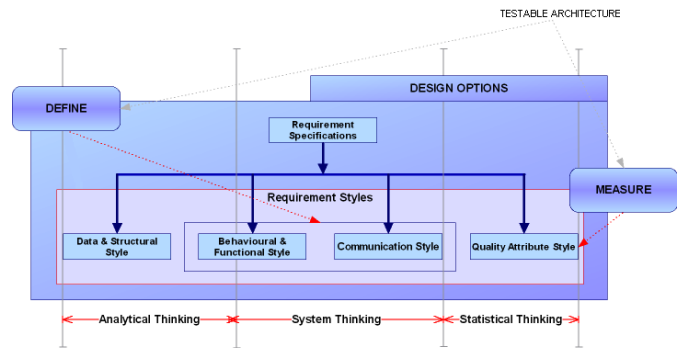 TESTABLE ARCHITECTURE
DESIGN OPTIONS
DEFINE
Requirement
Specifications
MEASURE
Requirement Styles
Data & Structural
Style
Behavioural &
Functional Style
Communication Style
Quality Attribute Style
Analytical Thinking
System Thinking
Statistical Thinking